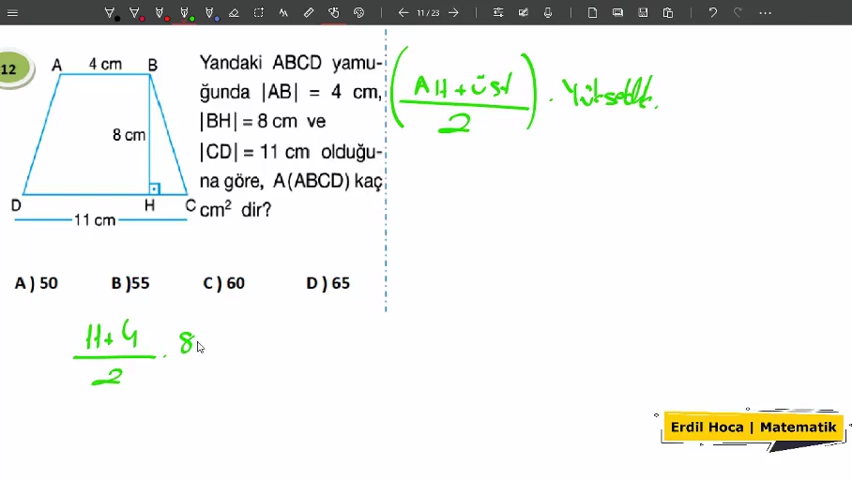 11/23
12
A 4 cm B
8 cm
D H C
11 cm
Yandaki ABCD yamu-
ğunda |AB| = 4 cm,
|BH| = 8 cm ve
|CD| = 11 cm olduğu-
na göre, A(ABCD) kaç
cm² dir?
A ) 50 B )55 C ) 60 D ) 65
(Alt + üst / 2) . Yükseklik.
11+4 / 2 . 8
Erdil Hoca | Matematik